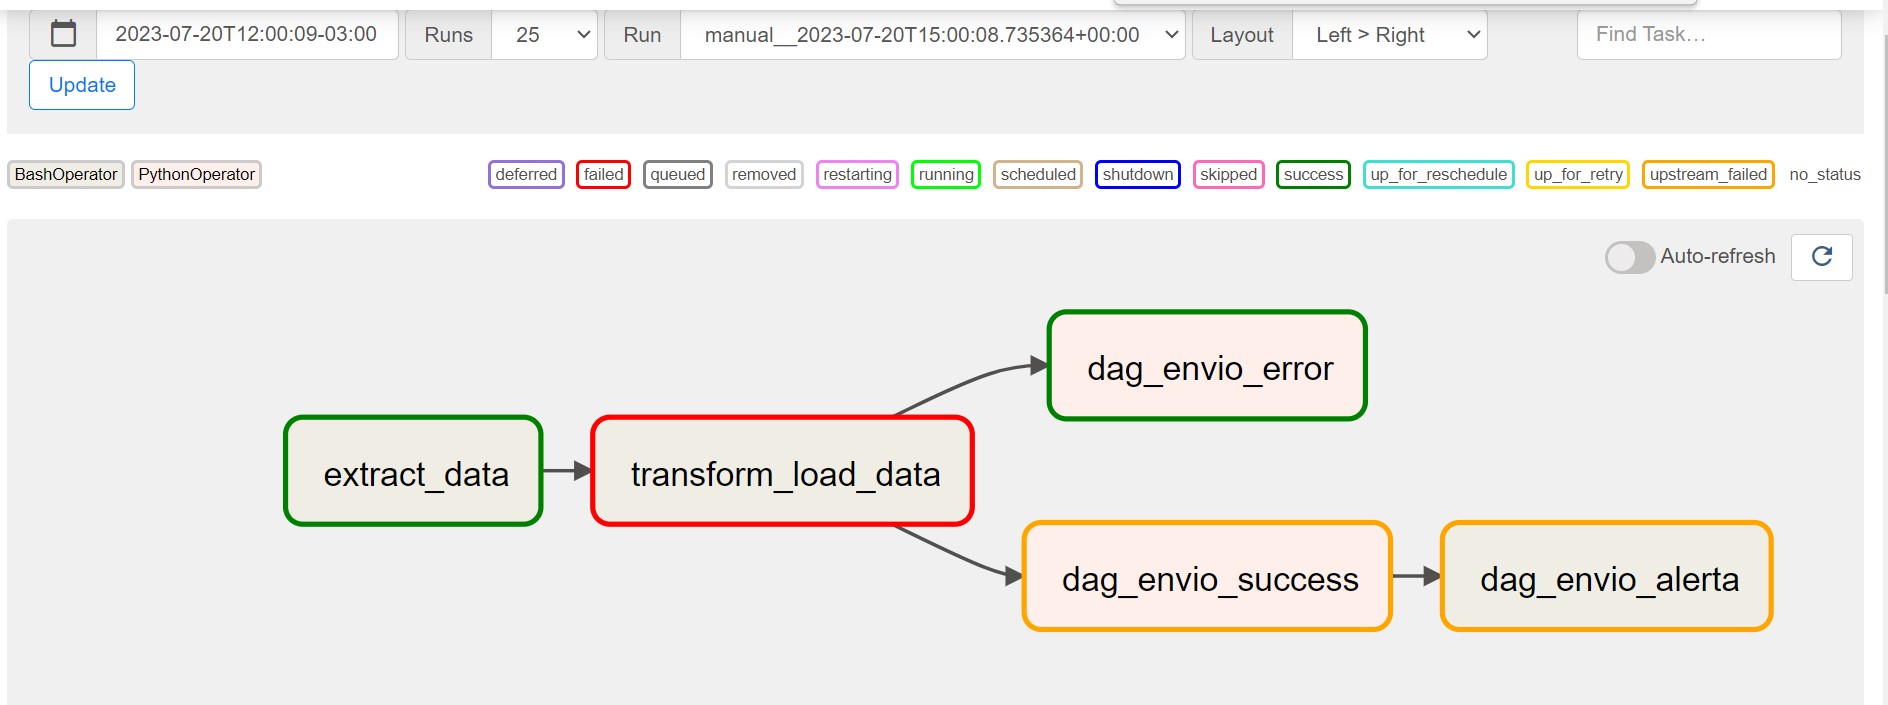 2023-07-20T12:00:09-03:00 Runs 25 Run manual__2023-07-20T15:00:08.735364+00:00 Layout Left > Right Find Task…
Update
BashOperator PythonOperator deferred failed queued removed restarting running scheduled shutdown skipped success up_for_reschedule up_for_retry upstream_failed no_status
Auto-refresh
dag_envio_error
extract_data transform_load_data
dag_envio_success dag_envio_alerta